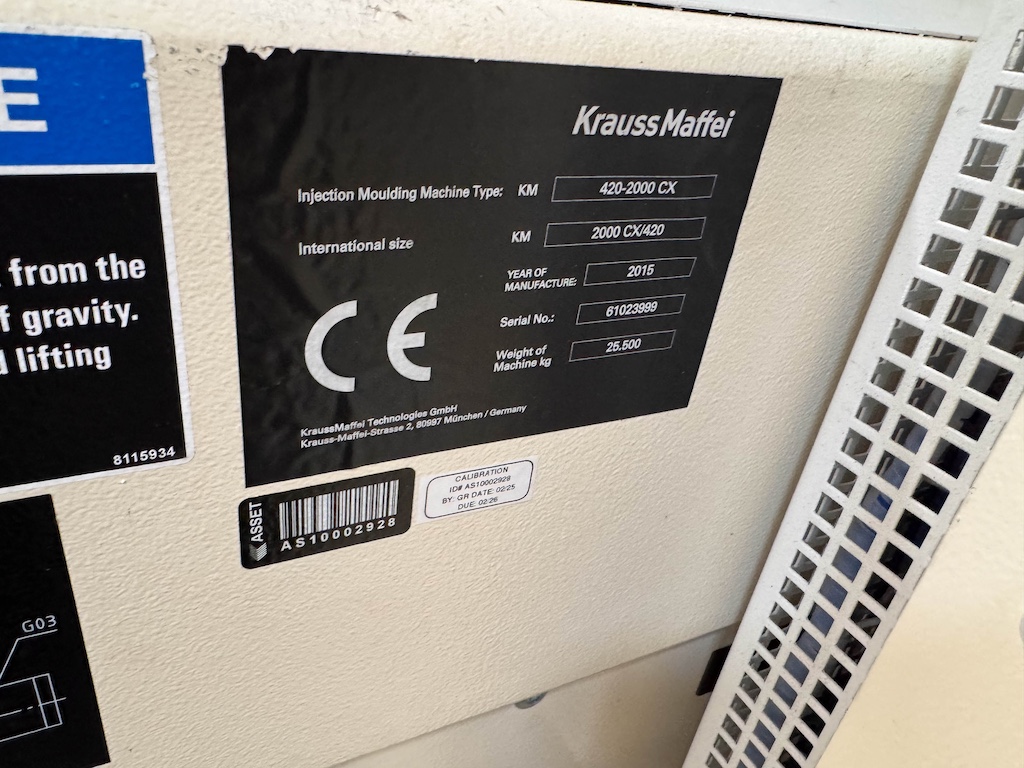 E
from the
f gravity.
lifting
8115934
G03
KraussMaffei
Injection Moulding Machine Type: KM 420-2000 CX
International size KM 2000 CX/420
YEAR OF
MANUFACTURE: 2015
Serial No.: 61023999
Weight of
Machine kg 25.500
CE
KraussMaffei Technologies GmbH
Krauss-Maffei-Strasse 2, 80997 München / Germany
ASSET
AS10002928
CALIBRATION
ID# AS10002928
BY: GR DATE: 02/25
DUE: 02/26